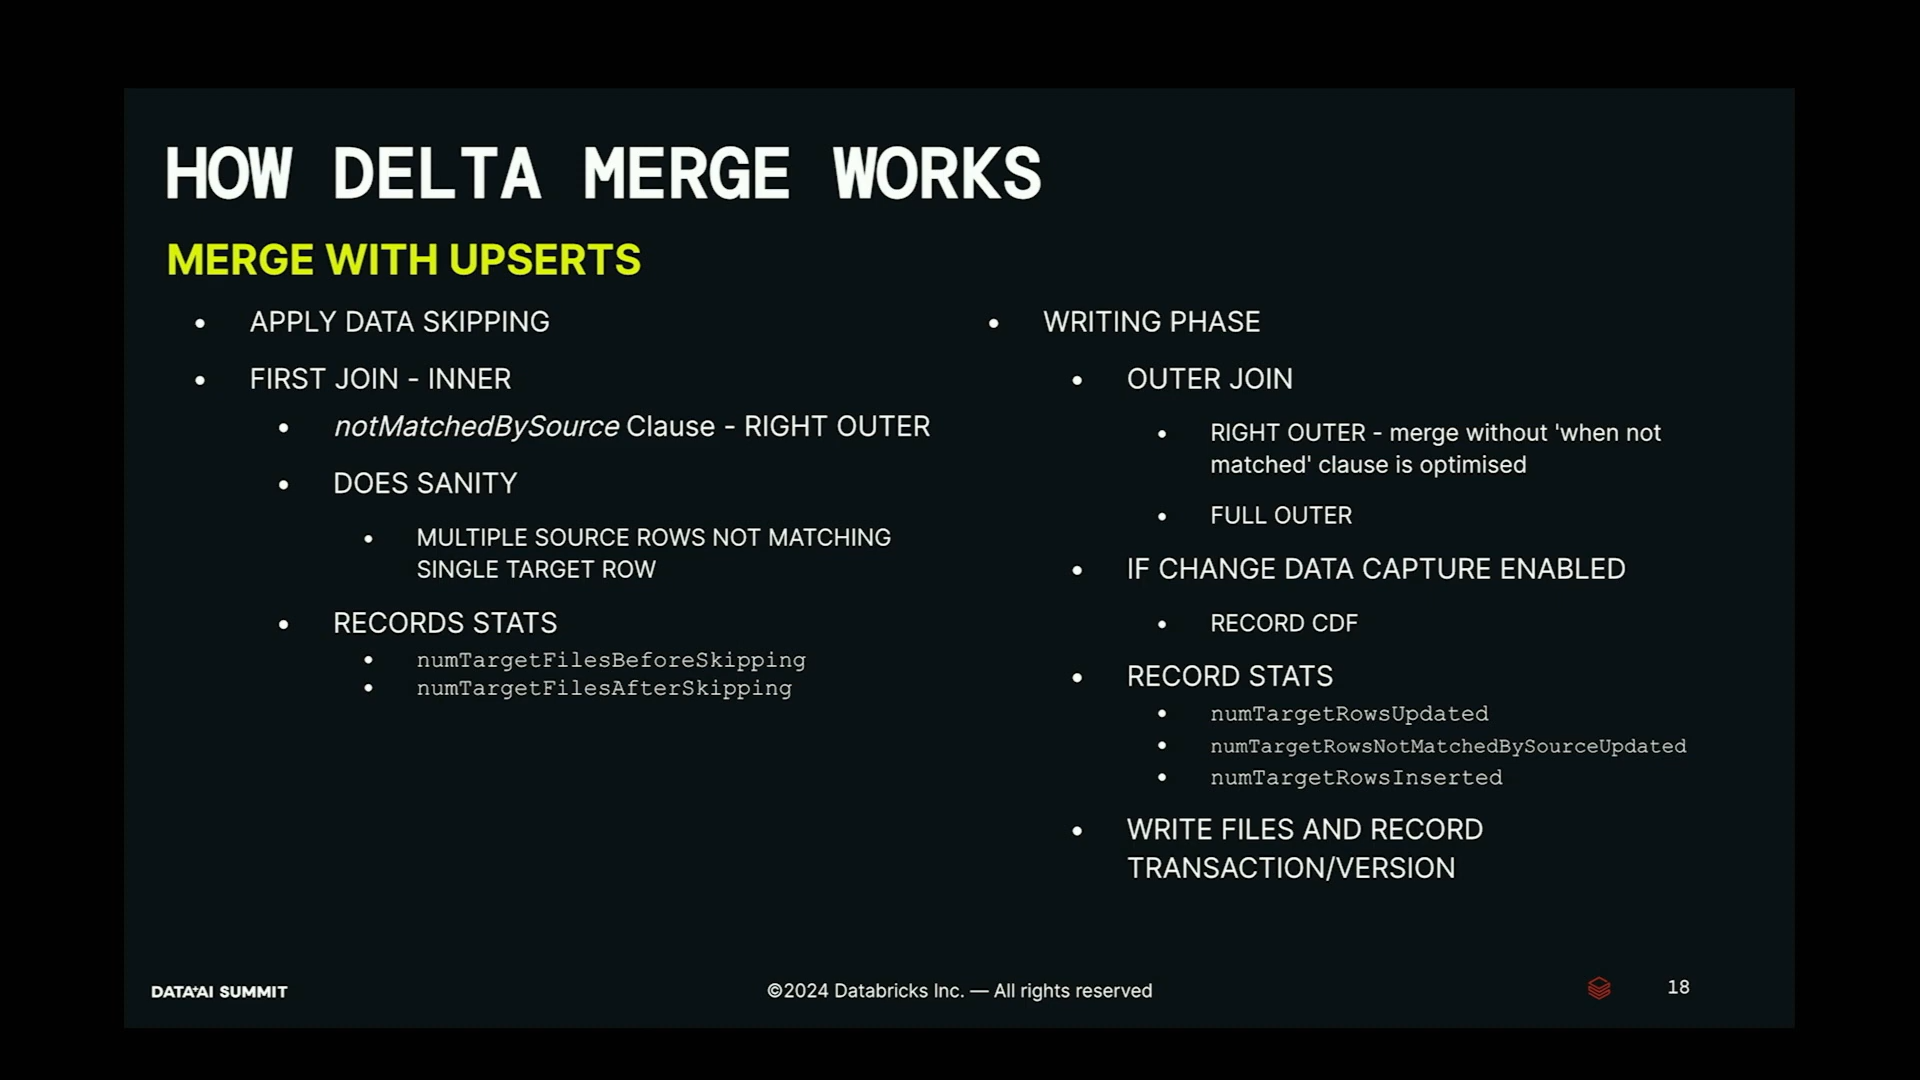 HOW DELTA MERGE WORKS
MERGE WITH UPSERTS
• APPLY DATA SKIPPING
• FIRST JOIN - INNER
• notMatchedBySource Clause - RIGHT OUTER
• DOES SANITY
• MULTIPLE SOURCE ROWS NOT MATCHING
SINGLE TARGET ROW
• RECORDS STATS
• numTargetFilesBeforeSkipping
• numTargetFilesAfterSkipping
• WRITING PHASE
• OUTER JOIN
• RIGHT OUTER - merge without 'when not
matched' clause is optimised
• FULL OUTER
• IF CHANGE DATA CAPTURE ENABLED
• RECORD CDF
• RECORD STATS
• numTargetRowsUpdated
• numTargetRowsNotMatchedBySourceUpdated
• numTargetRowsInserted
• WRITE FILES AND RECORD
TRANSACTION/VERSION
DATA+AI SUMMIT
©2024 Databricks Inc. — All rights reserved
18